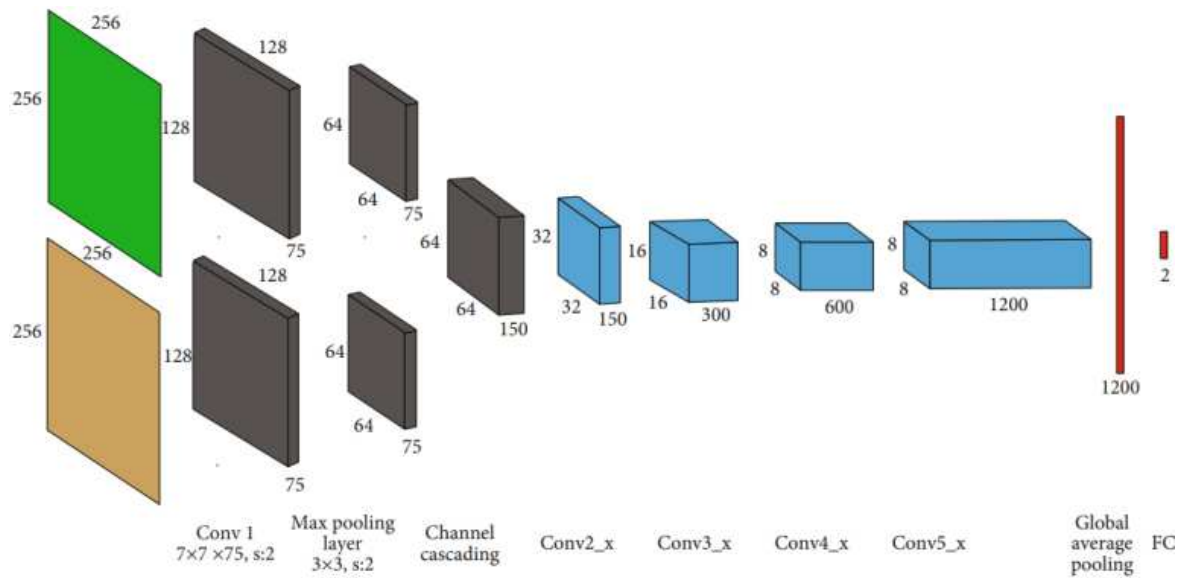 256
256
128
128
75
64
64
75
256
256
128
128
75
64
64
75
64
64
150
32
32
150
16
16
300
8
8
600
8
8
1200
1200
2
Conv 1
7×7 ×75, s:2
Max pooling
layer
3×3, s:2
Channel
cascading
Conv2_x
Conv3_x
Conv4_x
Conv5_x
Global
average
pooling
FC